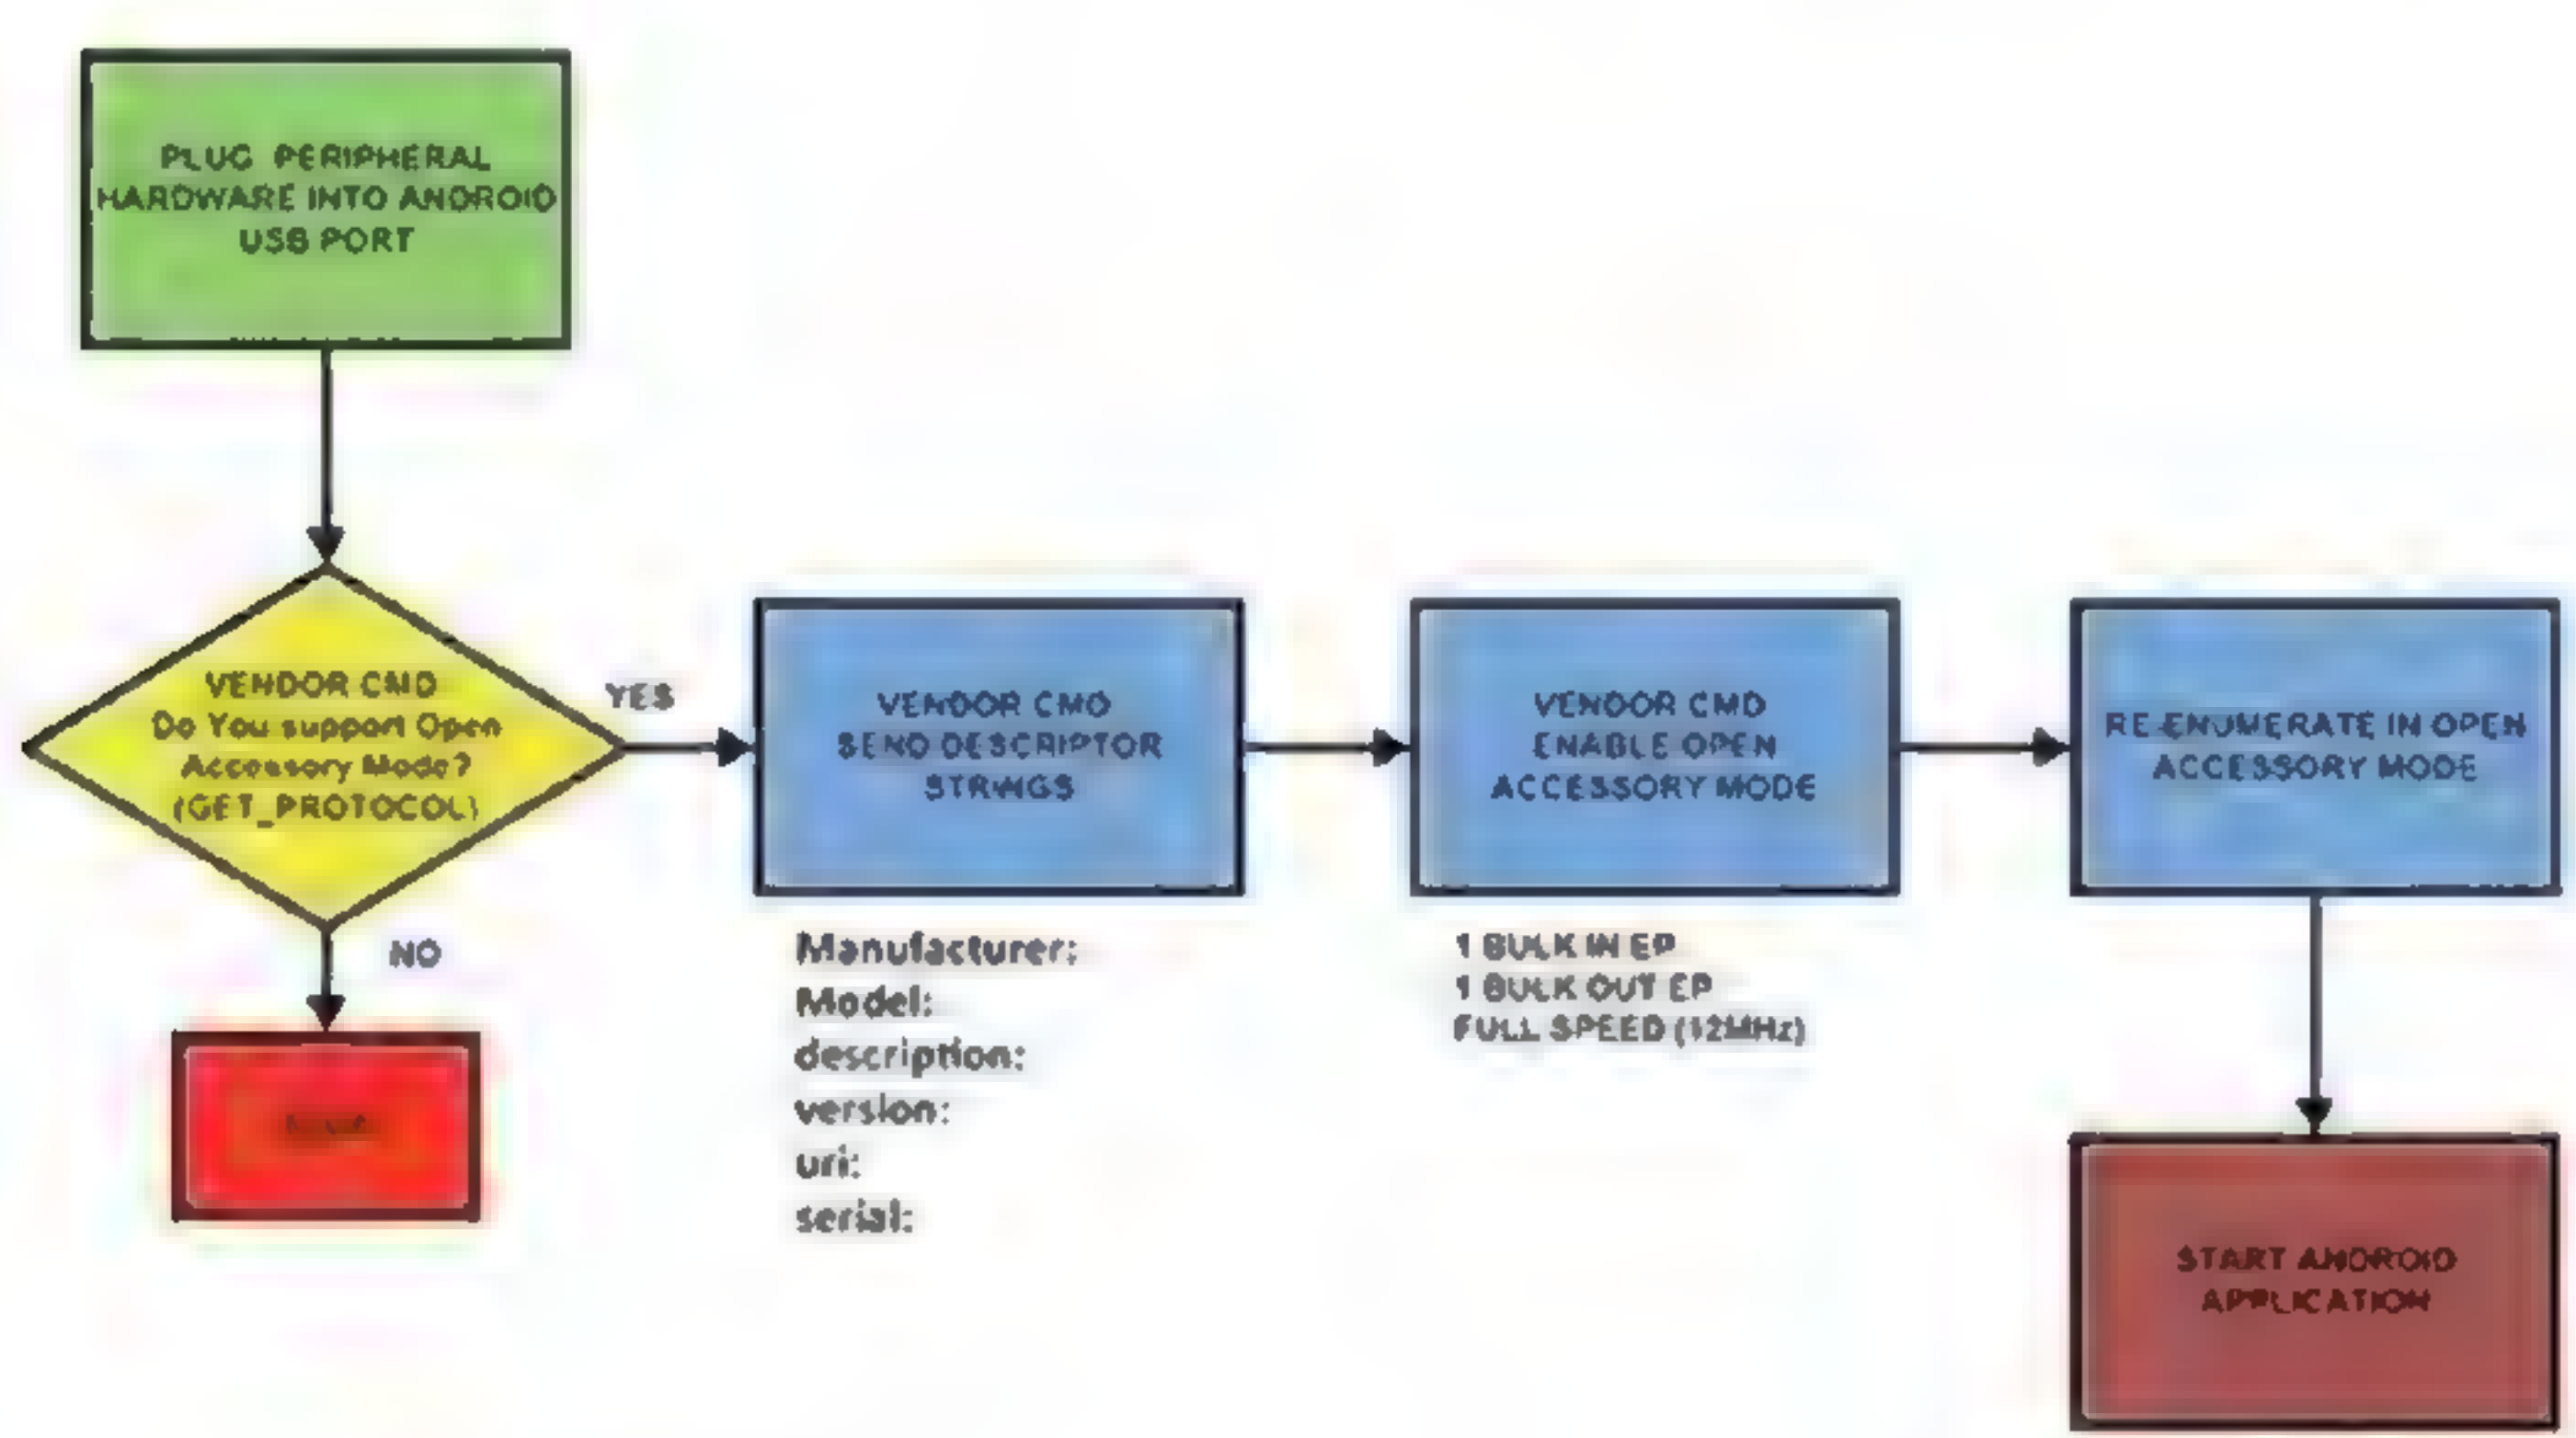 PLUG PERIPHERAL
HARDWARE INTO ANDROID
USB PORT
VENDOR CMD
Do You support Open
Accessory Mode?
(GET_PROTOCOL)
YES
NO
VENDOR CMD
SEND DESCRIPTOR
STRINGS
Manufacturer:
Model:
description:
version:
uri:
serial:
VENDOR CMD
ENABLE OPEN
ACCESSORY MODE
1 BULK IN EP
1 BULK OUT EP
FULL SPEED (12MHz)
RE-ENUMERATE IN OPEN
ACCESSORY MODE
START ANDROID
APPLICATION